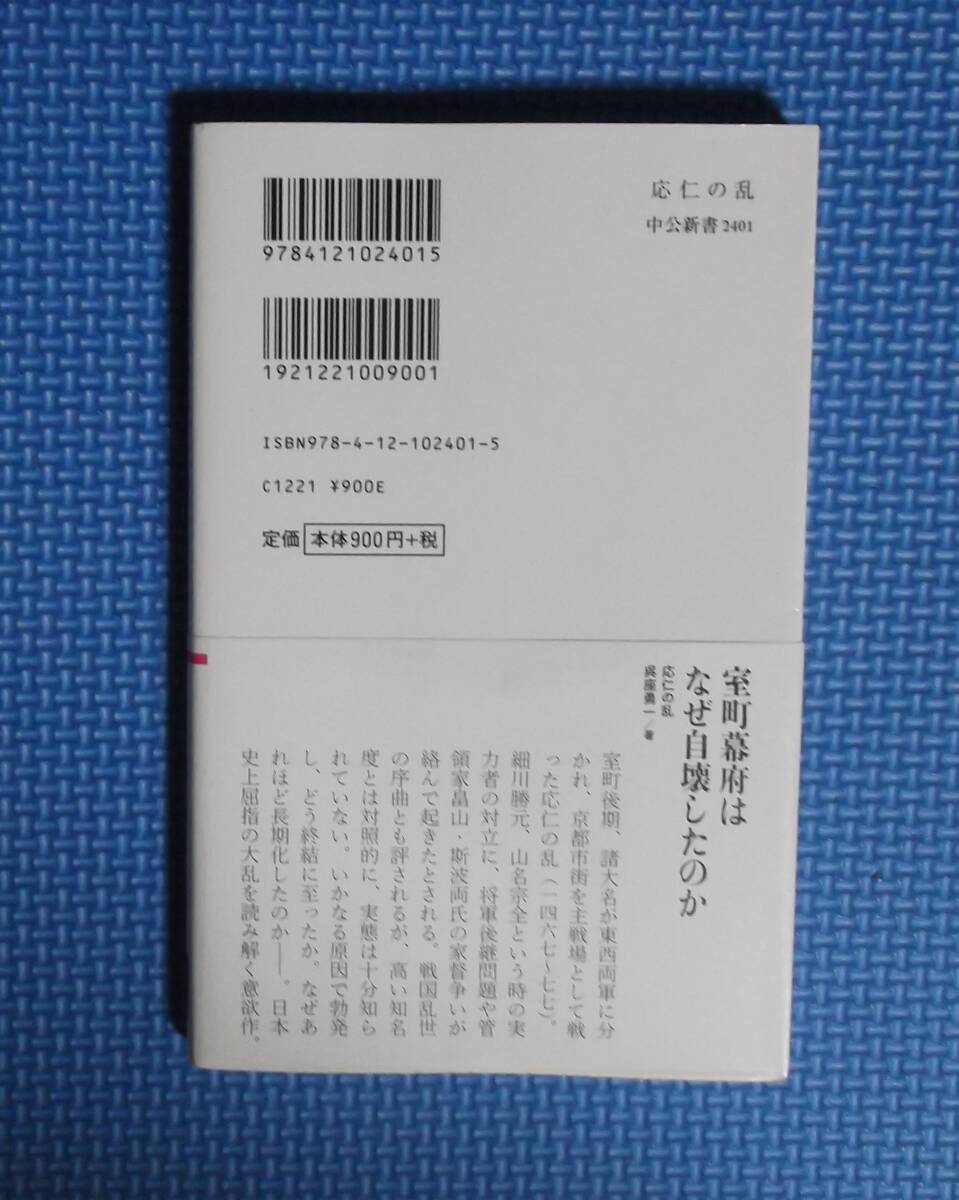 応仁の乱
中公新書2401
9784121024015
1921221009001
ISBN978-4-12-102401-5
C1221 ¥900E
定価 本体900円+税
室町幕府は
なぜ自壊したのか
応仁の乱
呉座勇一/著
室町後期、諸大名が東西両軍に分
かれ、京都市街を主戦場として戦
った応仁の乱(一四六七~七七)。
細川勝元、山名宗全という時の実
力者の対立に、将軍後継問題や管
領家畠山・斯波両氏の家督争いが
絡んで起きたとされる。戦国乱世
の序曲とも評されるが、高い知名
度とは対照的に、実態は十分知ら
れていない。いかなる原因で勃発
し、どう終結に至ったか。なぜあ
れほど長期化したのか――。日本
史上屈指の大乱を読み解く意欲作。